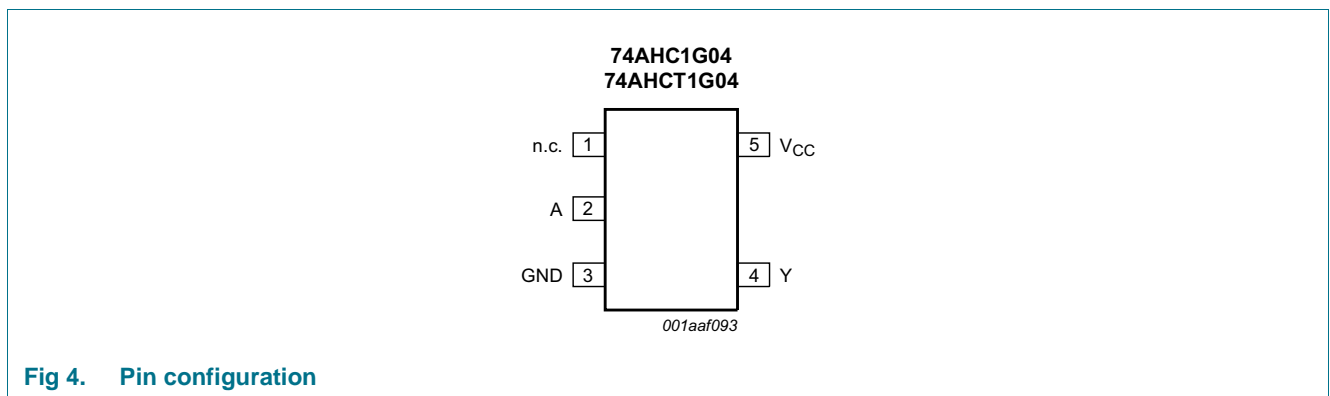 74AHC1G04
74AHCT1G04
n.c. 1
5 VCC
A 2
GND 3
4 Y
001aaf093
Fig 4. Pin configuration